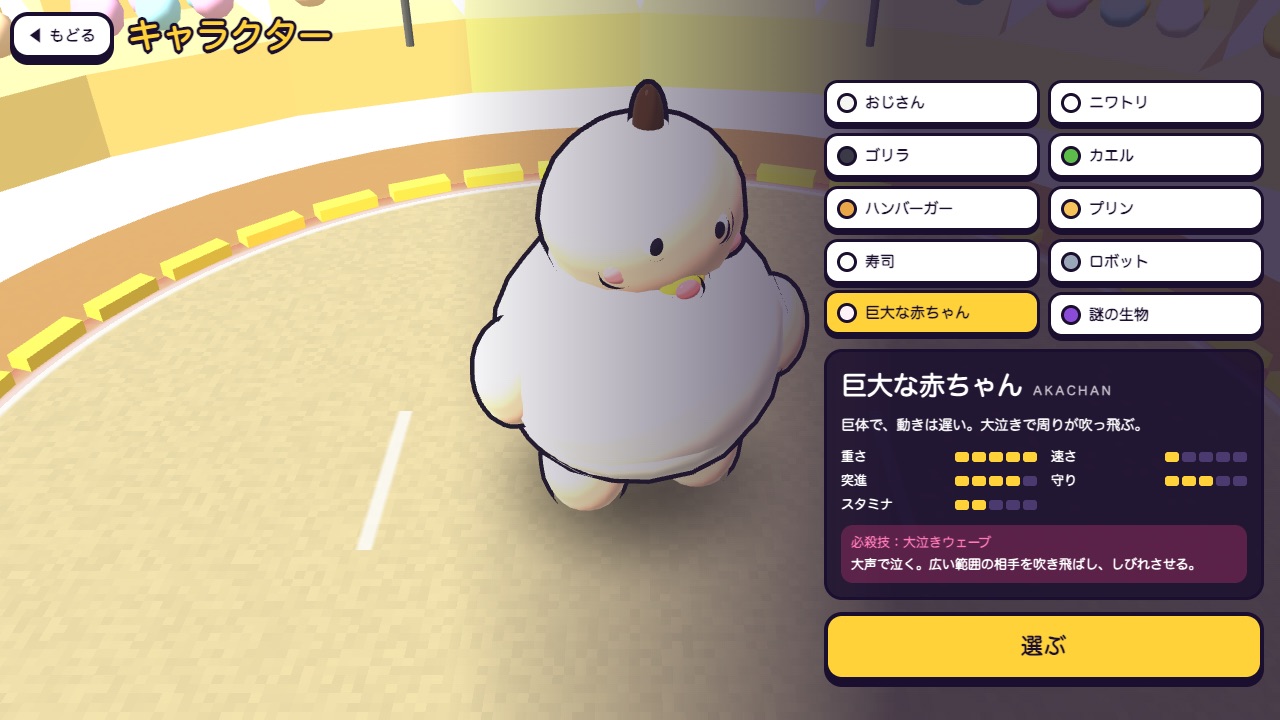 ◀ もどる
キャラクター
おじさん
ニワトリ
ゴリラ
カエル
ハンバーガー
プリン
寿司
ロボット
巨大な赤ちゃん
謎の生物
巨大な赤ちゃん AKACHAN
巨体で、動きは遅い。大泣きで周りが吹っ飛ぶ。
重さ 速さ
突進 守り
スタミナ
必殺技：大泣きウェーブ
大声で泣く。広い範囲の相手を吹き飛ばし、しびれさせる。
選ぶ